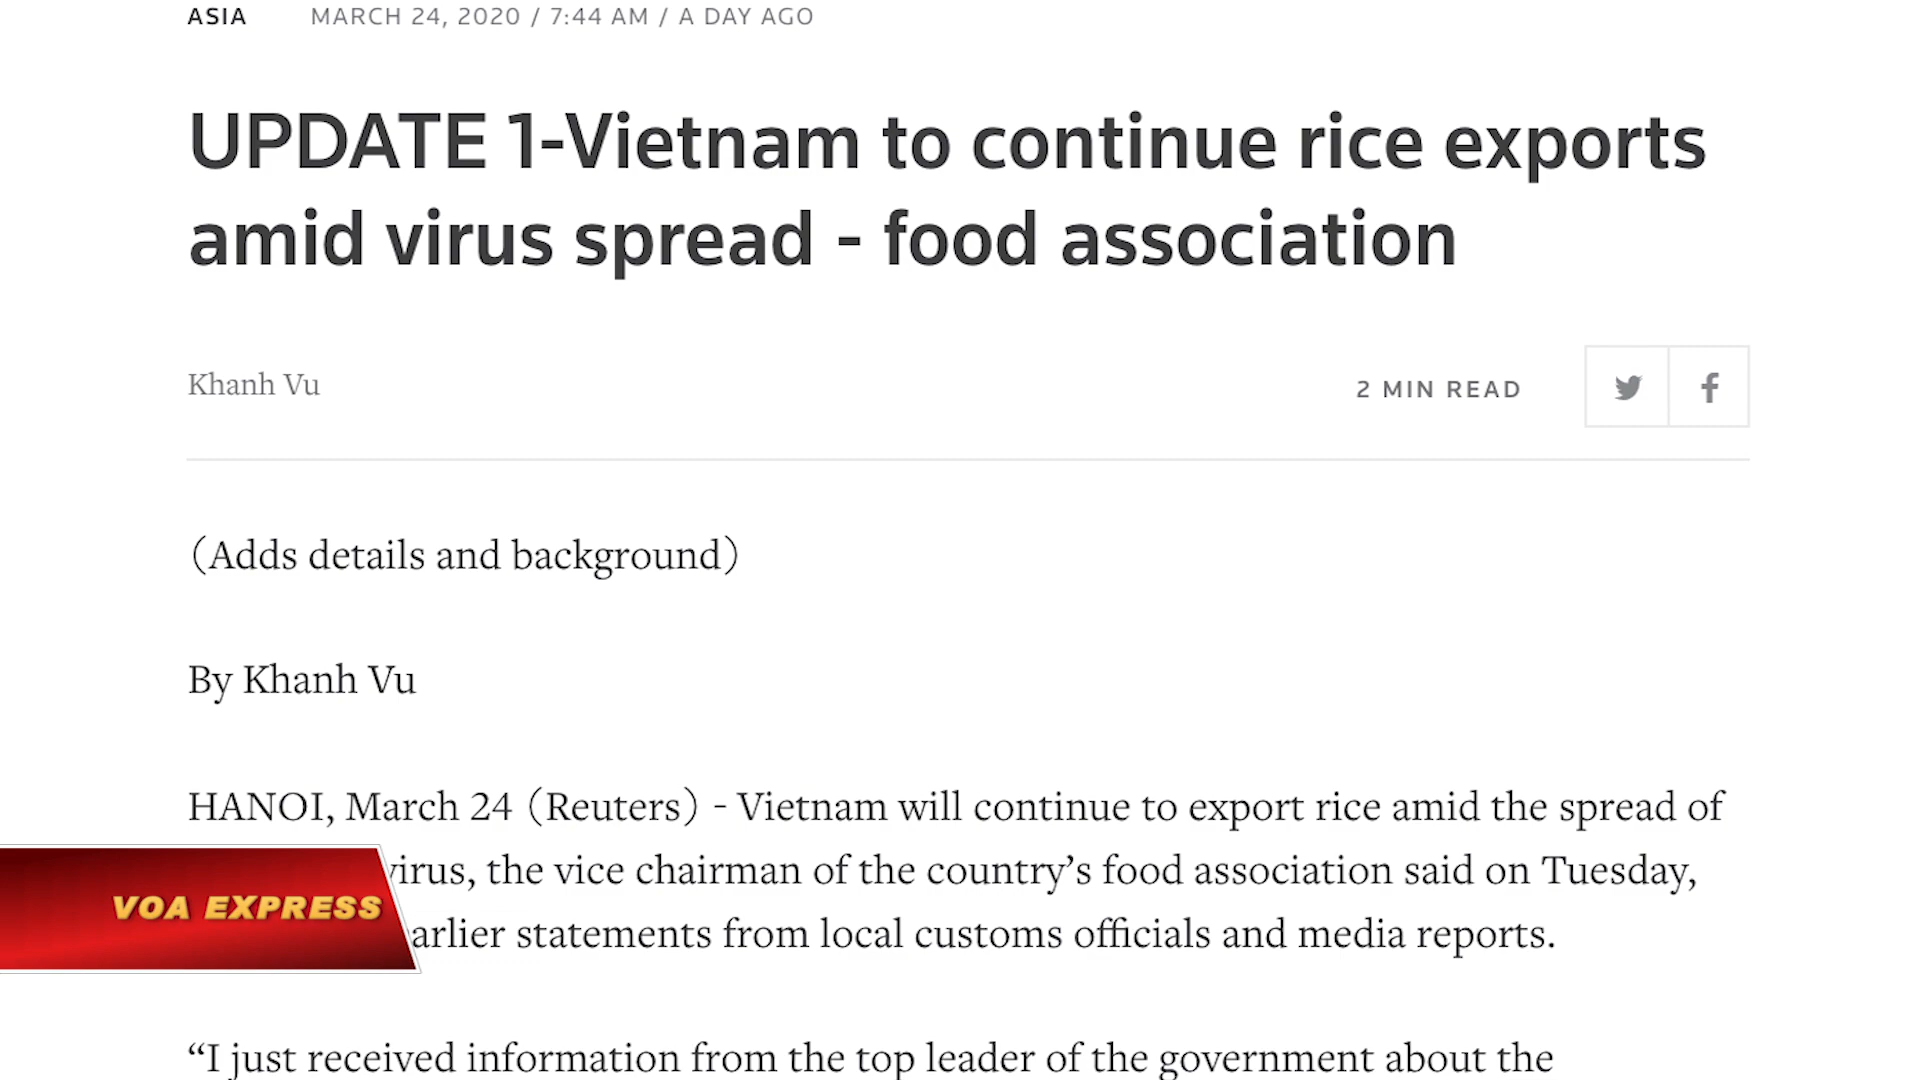 ASIA MARCH 24, 2020 / 7:44 AM / A DAY AGO
UPDATE 1-Vietnam to continue rice exports
amid virus spread - food association
Khanh Vu 2 MIN READ
(Adds details and background)
By Khanh Vu
HANOI, March 24 (Reuters) - Vietnam will continue to export rice amid the spread of
the vice chairman of the country’s food association said on Tuesday,
statements from local customs officials and media reports.
VOA EXPRESS
“I just received information from the top leader of the government about the